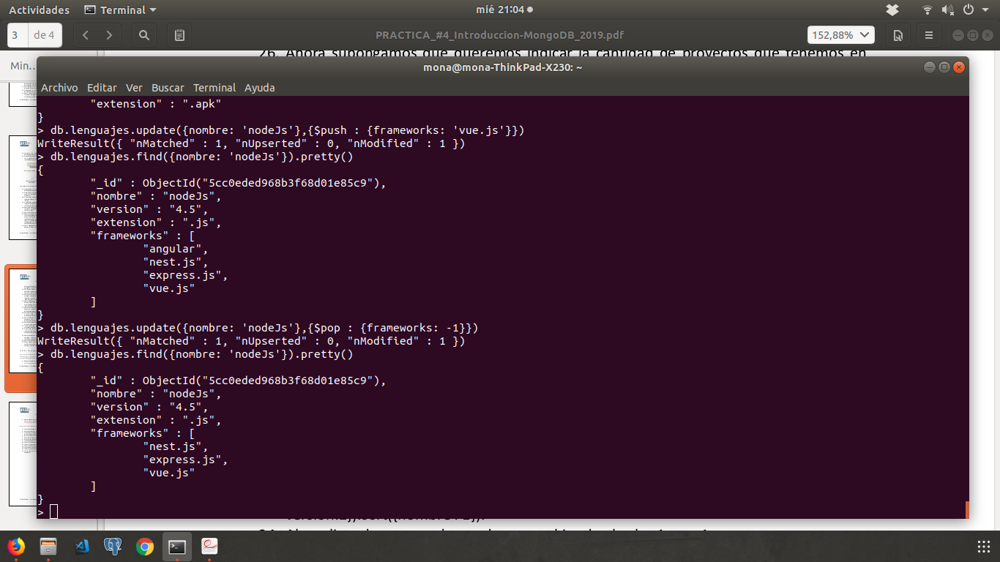 Actividades Terminal mié 21:04
3 de 4 PRACTICA_#4_Introduccion-MongoDB_2019.pdf 152,88%
26. Ahora supongamos que queremos indicar la cantidad de proyectos que tenemos en
Min...
mona@mona-ThinkPad-X230: ~
Archivo Editar Ver Buscar Terminal Ayuda
"extension" : ".apk"
}
> db.lenguajes.update({nombre: 'nodeJs'},{$push : {frameworks: 'vue.js'}})
WriteResult({ "nMatched" : 1, "nUpserted" : 0, "nModified" : 1 })
> db.lenguajes.find({nombre: 'nodeJs'}).pretty()
{
"_id" : ObjectId("5cc0eded968b3f68d01e85c9"),
"nombre" : "nodeJs",
"version" : "4.5",
"extension" : ".js",
"frameworks" : [
"angular",
"nest.js",
"express.js",
"vue.js"
]
}
> db.lenguajes.update({nombre: 'nodeJs'},{$pop : {frameworks: -1}})
WriteResult({ "nMatched" : 1, "nUpserted" : 0, "nModified" : 1 })
> db.lenguajes.find({nombre: 'nodeJs'}).pretty()
{
"_id" : ObjectId("5cc0eded968b3f68d01e85c9"),
"nombre" : "nodeJs",
"version" : "4.5",
"extension" : ".js",
"frameworks" : [
"nest.js",
"express.js",
"vue.js"
]
}
>